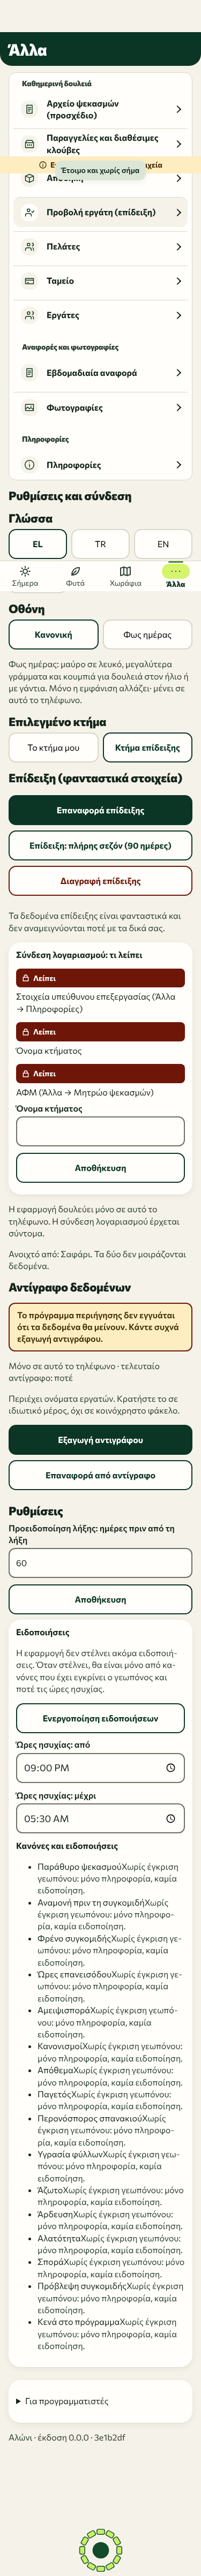 Άλλα
Καθημερινή δουλειά
Αρχείο ψεκασμών
(προσχέδιο)
Παραγγελίες και διαθέσιμες
κλούβες
Έτοιμο και χωρίς σήμα
Προβολή εργάτη (επίδειξη)
Πελάτες
Ταμείο
Εργάτες
Αναφορές και φωτογραφίες
Εβδομαδιαία αναφορά
Φωτογραφίες
Πληροφορίες
Πληροφορίες
Ρυθμίσεις και σύνδεση
Γλώσσα
EL
TR
EN
Σήμερα
Φυτά
Χωράφια
Άλλα
Οθόνη
Κανονική
Φως ημέρας
Φως ημέρας: μαύρο σε λευκό, μεγαλύτερα
γράμματα και κουμπιά για δουλειά στον ήλιο ή
με γάντια. Μόνο η εμφάνιση αλλάζει· μένει σε
αυτό το τηλέφωνο.
Επιλεγμένο κτήμα
Το κτήμα μου
Κτήμα επίδειξης
Επίδειξη (φανταστικά στοιχεία)
Επαναφορά επίδειξης
Επίδειξη: πλήρης σεζόν (90 ημέρες)
Διαγραφή επίδειξης
Τα δεδομένα επίδειξης είναι φανταστικά και
δεν αναμειγνύονται ποτέ με τα δικά σας.
Σύνδεση λογαριασμού: τι λείπει
Λείπει
Στοιχεία υπεύθυνου επεξεργασίας (Άλλα
→ Πληροφορίες)
Λείπει
Όνομα κτήματος
Λείπει
ΑΦΜ (Άλλα → Μητρώο ψεκασμών)
Όνομα κτήματος
Αποθήκευση
Η εφαρμογή δουλεύει μόνο σε αυτό το
τηλέφωνο. Η σύνδεση λογαριασμού έρχεται
σύντομα.
Ανοιχτό από: Σαφάρι. Τα δύο δεν μοιράζονται
δεδομένα.
Αντίγραφο δεδομένων
Το πρόγραμμα περιήγησης δεν εγγυάται
ότι τα δεδομένα θα μείνουν. Κάντε συχνά
εξαγωγή αντιγράφου.
Μόνο σε αυτό το τηλέφωνο · τελευταίο
αντίγραφο: ποτέ
Περιέχει ονόματα εργατών. Κρατήστε το σε
ιδιωτικό μέρος, όχι σε κοινόχρηστο φάκελο.
Εξαγωγή αντιγράφου
Επαναφορά από αντίγραφο
Ρυθμίσεις
Προειδοποίηση λήξης: ημέρες πριν από τη
λήξη
60
Αποθήκευση
Ειδοποιήσεις
Η εφαρμογή δεν στέλνει ακόμα ειδοποιή-
σεις. Όταν στέλνει, θα είναι μόνο από κα-
νόνες που έχει εγκρίνει ο γεωπόνος και
ποτέ τις ώρες ησυχίας.
Ενεργοποίηση ειδοποιήσεων
Ώρες ησυχίας: από
09:00 PM
Ώρες ησυχίας: μέχρι
05:30 AM
Κανόνες και ειδοποιήσεις
• Παράθυρο ψεκασμούΧωρίς έγκριση
γεωπόνου: μόνο πληροφορία, καμία
ειδοποίηση.
• Αναμονή πριν τη συγκομιδήΧωρίς
έγκριση γεωπόνου: μόνο πληροφο-
ρία, καμία ειδοποίηση.
• Φρένο συγκομιδήςΧωρίς έγκριση γε-
ωπόνου: μόνο πληροφορία, καμία
ειδοποίηση.
• Ώρες επανεισόδουΧωρίς έγκριση γε-
ωπόνου: μόνο πληροφορία, καμία
ειδοποίηση.
• ΑμειψισποράΧωρίς έγκριση γεωπό-
νου: μόνο πληροφορία, καμία
ειδοποίηση.
• ΚανονισμοίΧωρίς έγκριση γεωπόνου:
μόνο πληροφορία, καμία ειδοποίηση.
• ΑπόθεμαΧωρίς έγκριση γεωπόνου:
μόνο πληροφορία, καμία ειδοποίηση.
• ΠαγετόςΧωρίς έγκριση γεωπόνου:
μόνο πληροφορία, καμία ειδοποίηση.
• Περονόσπορος σπανακιούΧωρίς
έγκριση γεωπόνου: μόνο πληροφο-
ρία, καμία ειδοποίηση.
• Υγρασία φύλλωνΧωρίς έγκριση γεω-
πόνου: μόνο πληροφορία, καμία
ειδοποίηση.
• ΆζωτοΧωρίς έγκριση γεωπόνου: μόνο
πληροφορία, καμία ειδοποίηση.
• ΆρδευσηΧωρίς έγκριση γεωπόνου:
μόνο πληροφορία, καμία ειδοποίηση.
• ΑλατότηταΧωρίς έγκριση γεωπόνου:
μόνο πληροφορία, καμία ειδοποίηση.
• ΣποράΧωρίς έγκριση γεωπόνου: μόνο
πληροφορία, καμία ειδοποίηση.
• Πρόβλεψη συγκομιδήςΧωρίς έγκριση
γεωπόνου: μόνο πληροφορία, καμία
ειδοποίηση.
• Κενά στο πρόγραμμαΧωρίς έγκριση
γεωπόνου: μόνο πληροφορία, καμία
ειδοποίηση.
Για προγραμματιστές
Αλώνι · έκδοση 0.0.0 · 3e1b2df